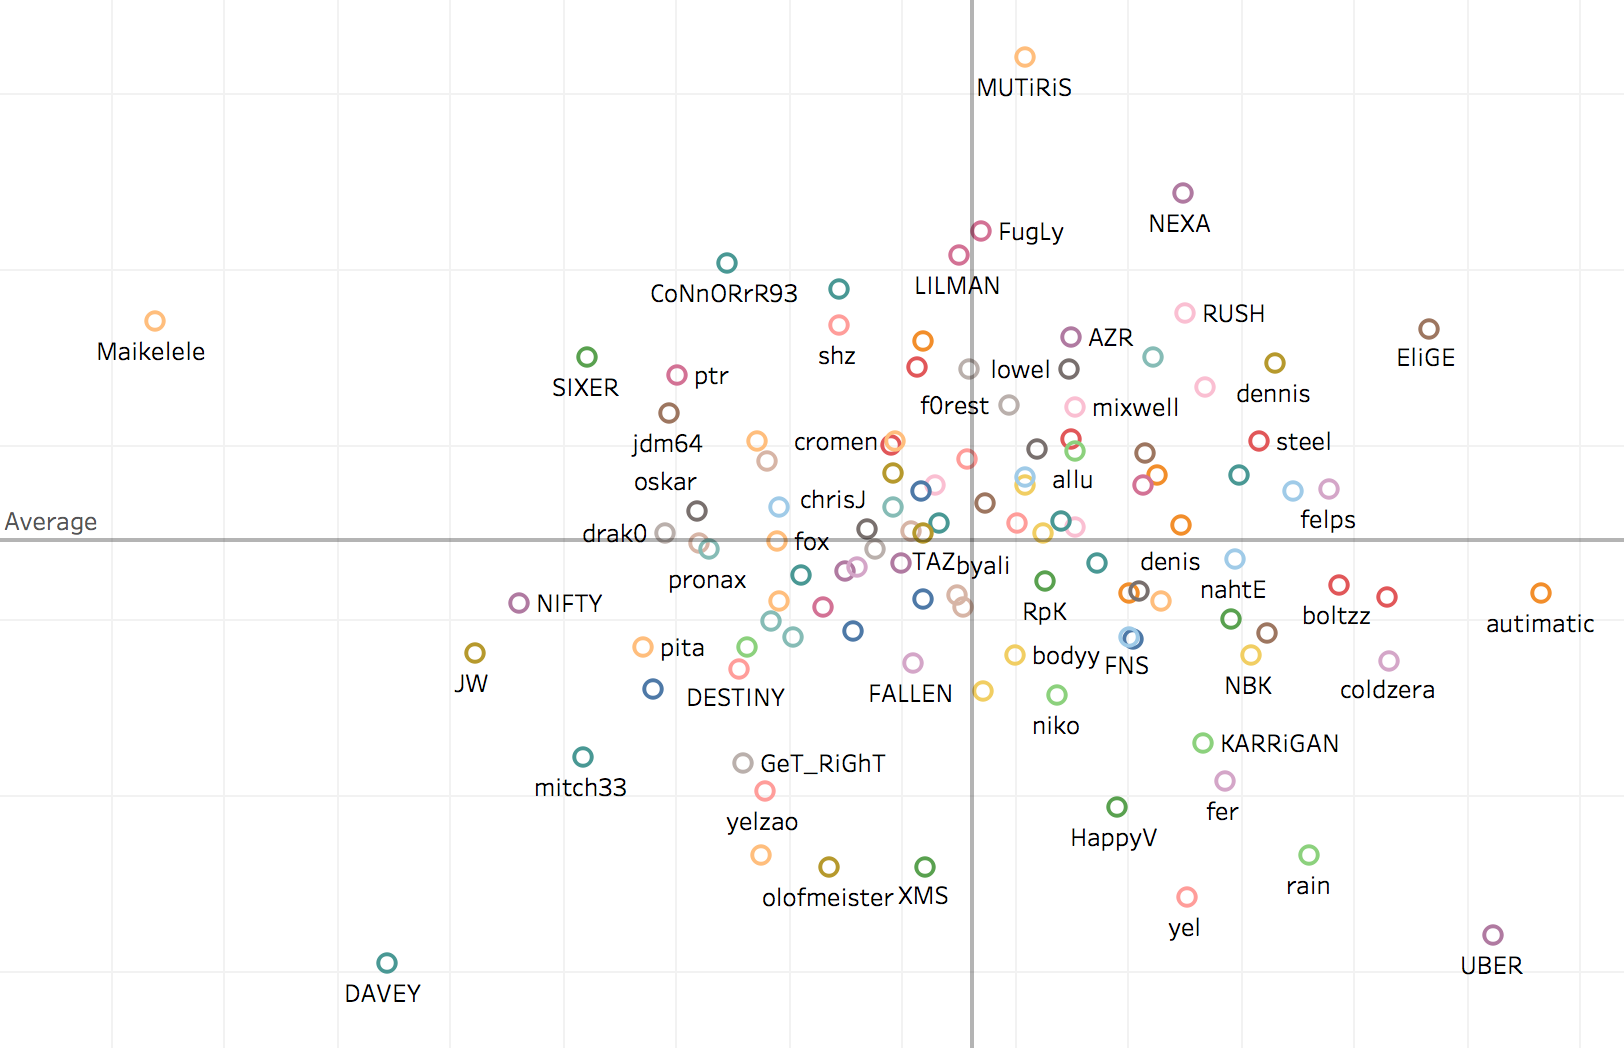 MUTiRiS
NEXA
FugLy
LILMAN
CoNnORrR93
RUSH
Maikelele
AZR
EliGE
shz
lowel
SIXER
ptr
dennis
f0rest
mixwell
jdm64
cromen
steel
oskar
allu
chrisJ
felps
Average
drak0
fox
TAZ
byali
denis
pronax
nahtE
NIFTY
RpK
boltzz
autimatic
pita
bodyy
FNS
JW
DESTINY
FALLEN
NBK
coldzera
niko
KARRiGAN
GeT_RiGhT
mitch33
yelzao
fer
HappyV
rain
olofmeister
XMS
yel
UBER
DAVEY